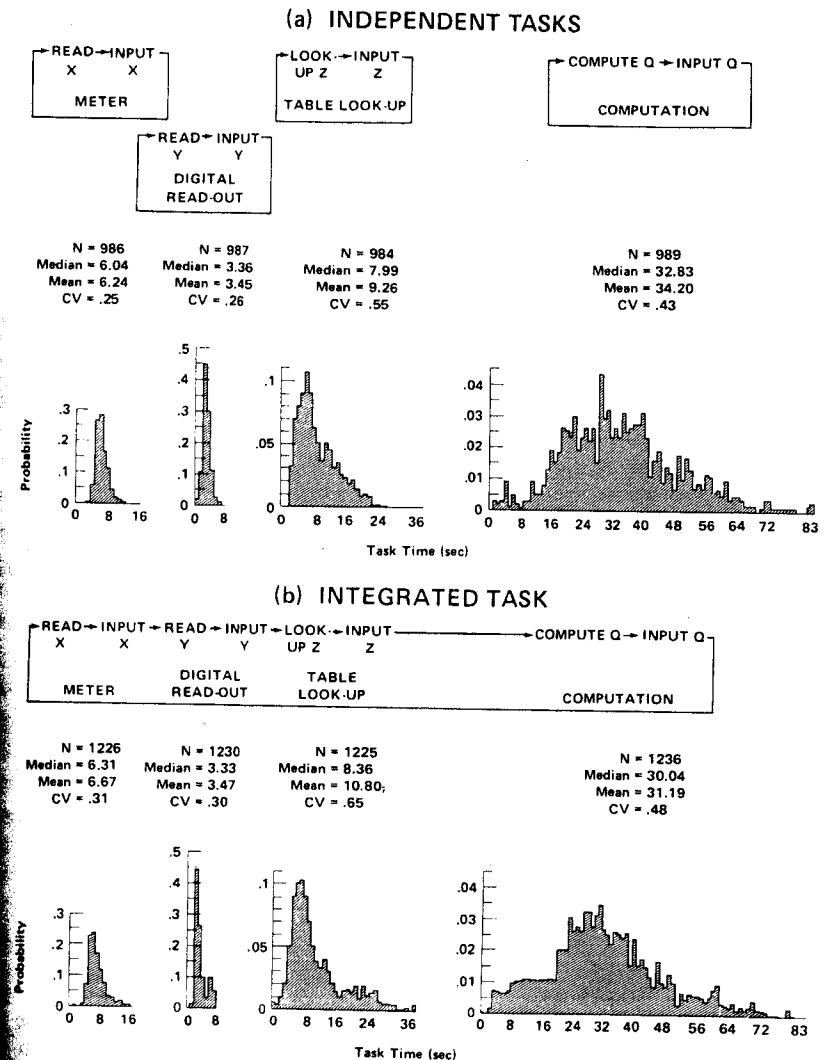 (a) INDEPENDENT TASKS
READ INPUT
X X
METER
READ INPUT
Y Y
DIGITAL
READ-OUT
LOOK INPUT
UP Z Z
TABLE LOOK-UP
COMPUTE Q INPUT Q
COMPUTATION
N = 986
Median = 6.04
Mean = 6.24
CV = .25
N = 987
Median = 3.36
Mean = 3.45
CV = .26
N = 984
Median = 7.99
Mean = 9.26
CV = .55
N = 989
Median = 32.83
Mean = 34.20
CV = .43
Probability
.3
.2
.1
0
0 8 16
.5
.4
.3
.2
.1
0
0 8
.1
.05
0
0 8 16 24 36
.04
.03
.02
.01
0
0 8 16 24 32 40 48 56 64 72 83
Task Time (sec)
(b) INTEGRATED TASK
READ INPUT READ INPUT LOOK INPUT COMPUTE Q INPUT Q
X X Y Y UP Z Z
METER
DIGITAL
READ-OUT
TABLE
LOOK-UP
COMPUTATION
N = 1226
Median = 6.31
Mean = 6.67
CV = .31
N = 1230
Median = 3.33
Mean = 3.47
CV = .30
N = 1225
Median = 8.36
Mean = 10.80
CV = .65
N = 1236
Median = 30.04
Mean = 31.19
CV = .48
Probability
.3
.2
.1
0
0 8 16
.5
.4
.3
.2
.1
0
0 8
.1
.05
0
0 8 16 24 36
.04
.03
.02
.01
0
0 8 16 24 32 40 48 56 64 72 83
Task Time (sec)